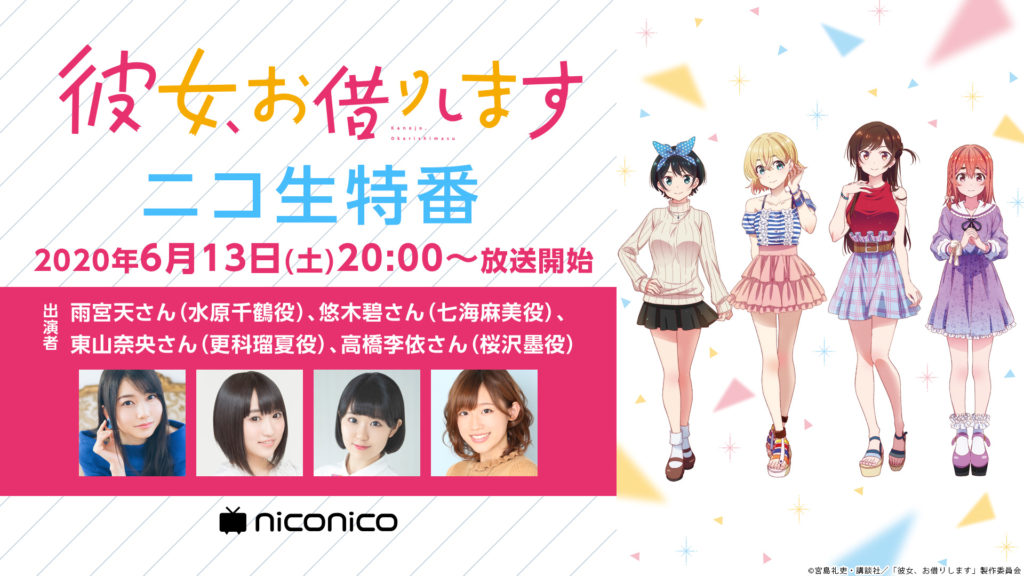 彼女、お借りします
Kanojo,
Okarishimasu
ニコ生特番
2020年6月13日(土)20:00〜放送開始
出演者
雨宮天さん(水原千鶴役)、悠木碧さん(七海麻美役)、
東山奈央さん(更科瑠夏役)、高橋李依さん(桜沢墨役)
niconico
©宮島礼吏・講談社/「彼女、お借りします」製作委員会